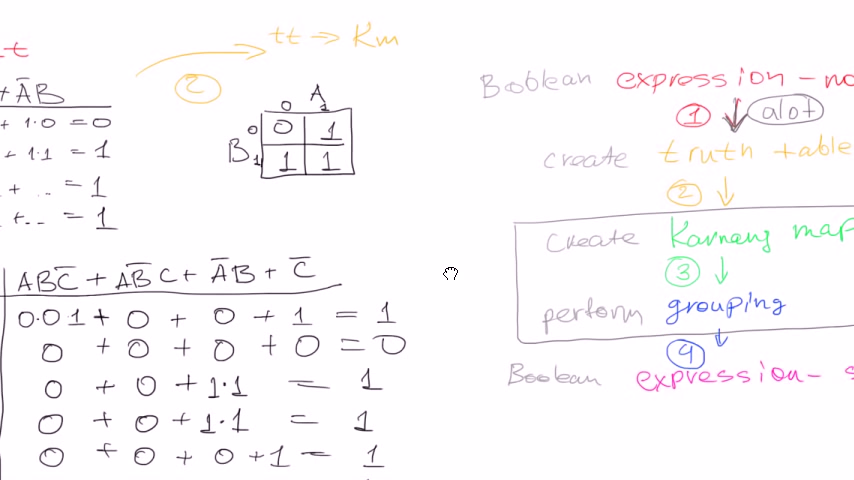 tt ⇒ Km
2
+ ĀB
+ 1·0 = 0
+ 1·1 = 1
+ .. = 1
+.. = 1
A
0 1
B 0 0 1
1 1 1
ABC̄ + AB̄C + ĀB + C̄
0·0·1 + 0 + 0 + 1 = 1
0 + 0 + 0 + 0 = 0
0 + 0 + 1·1 = 1
0 + 0 + 1·1 = 1
0 + 0 + 0 + 1 = 1
Boolean expression - no
1 alot
create truth table
2
create Karnang map
3
perform grouping
4
Boolean expression - s